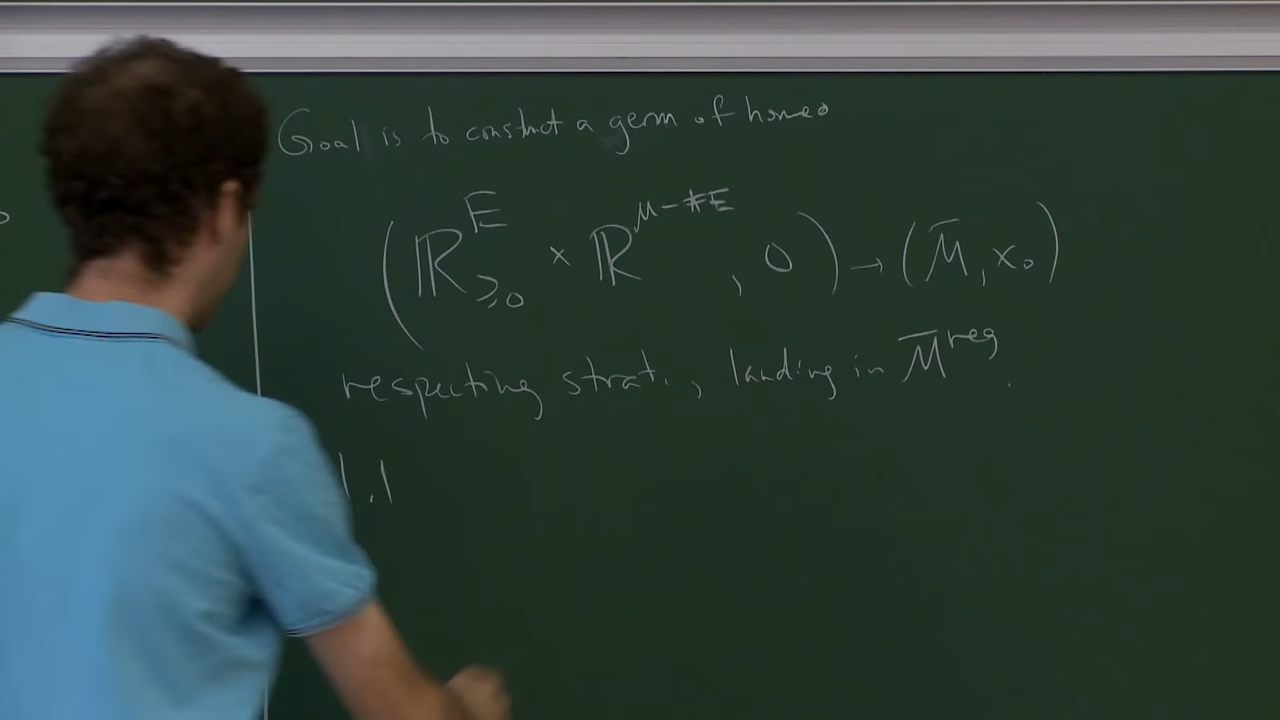 Goal is to construct a germ of homeo
(ℝ^E_{≥0} × ℝ^{μ-#E}, 0) → (M̄, x₀)
respecting strat., landing in M̄^{reg}.
1.1